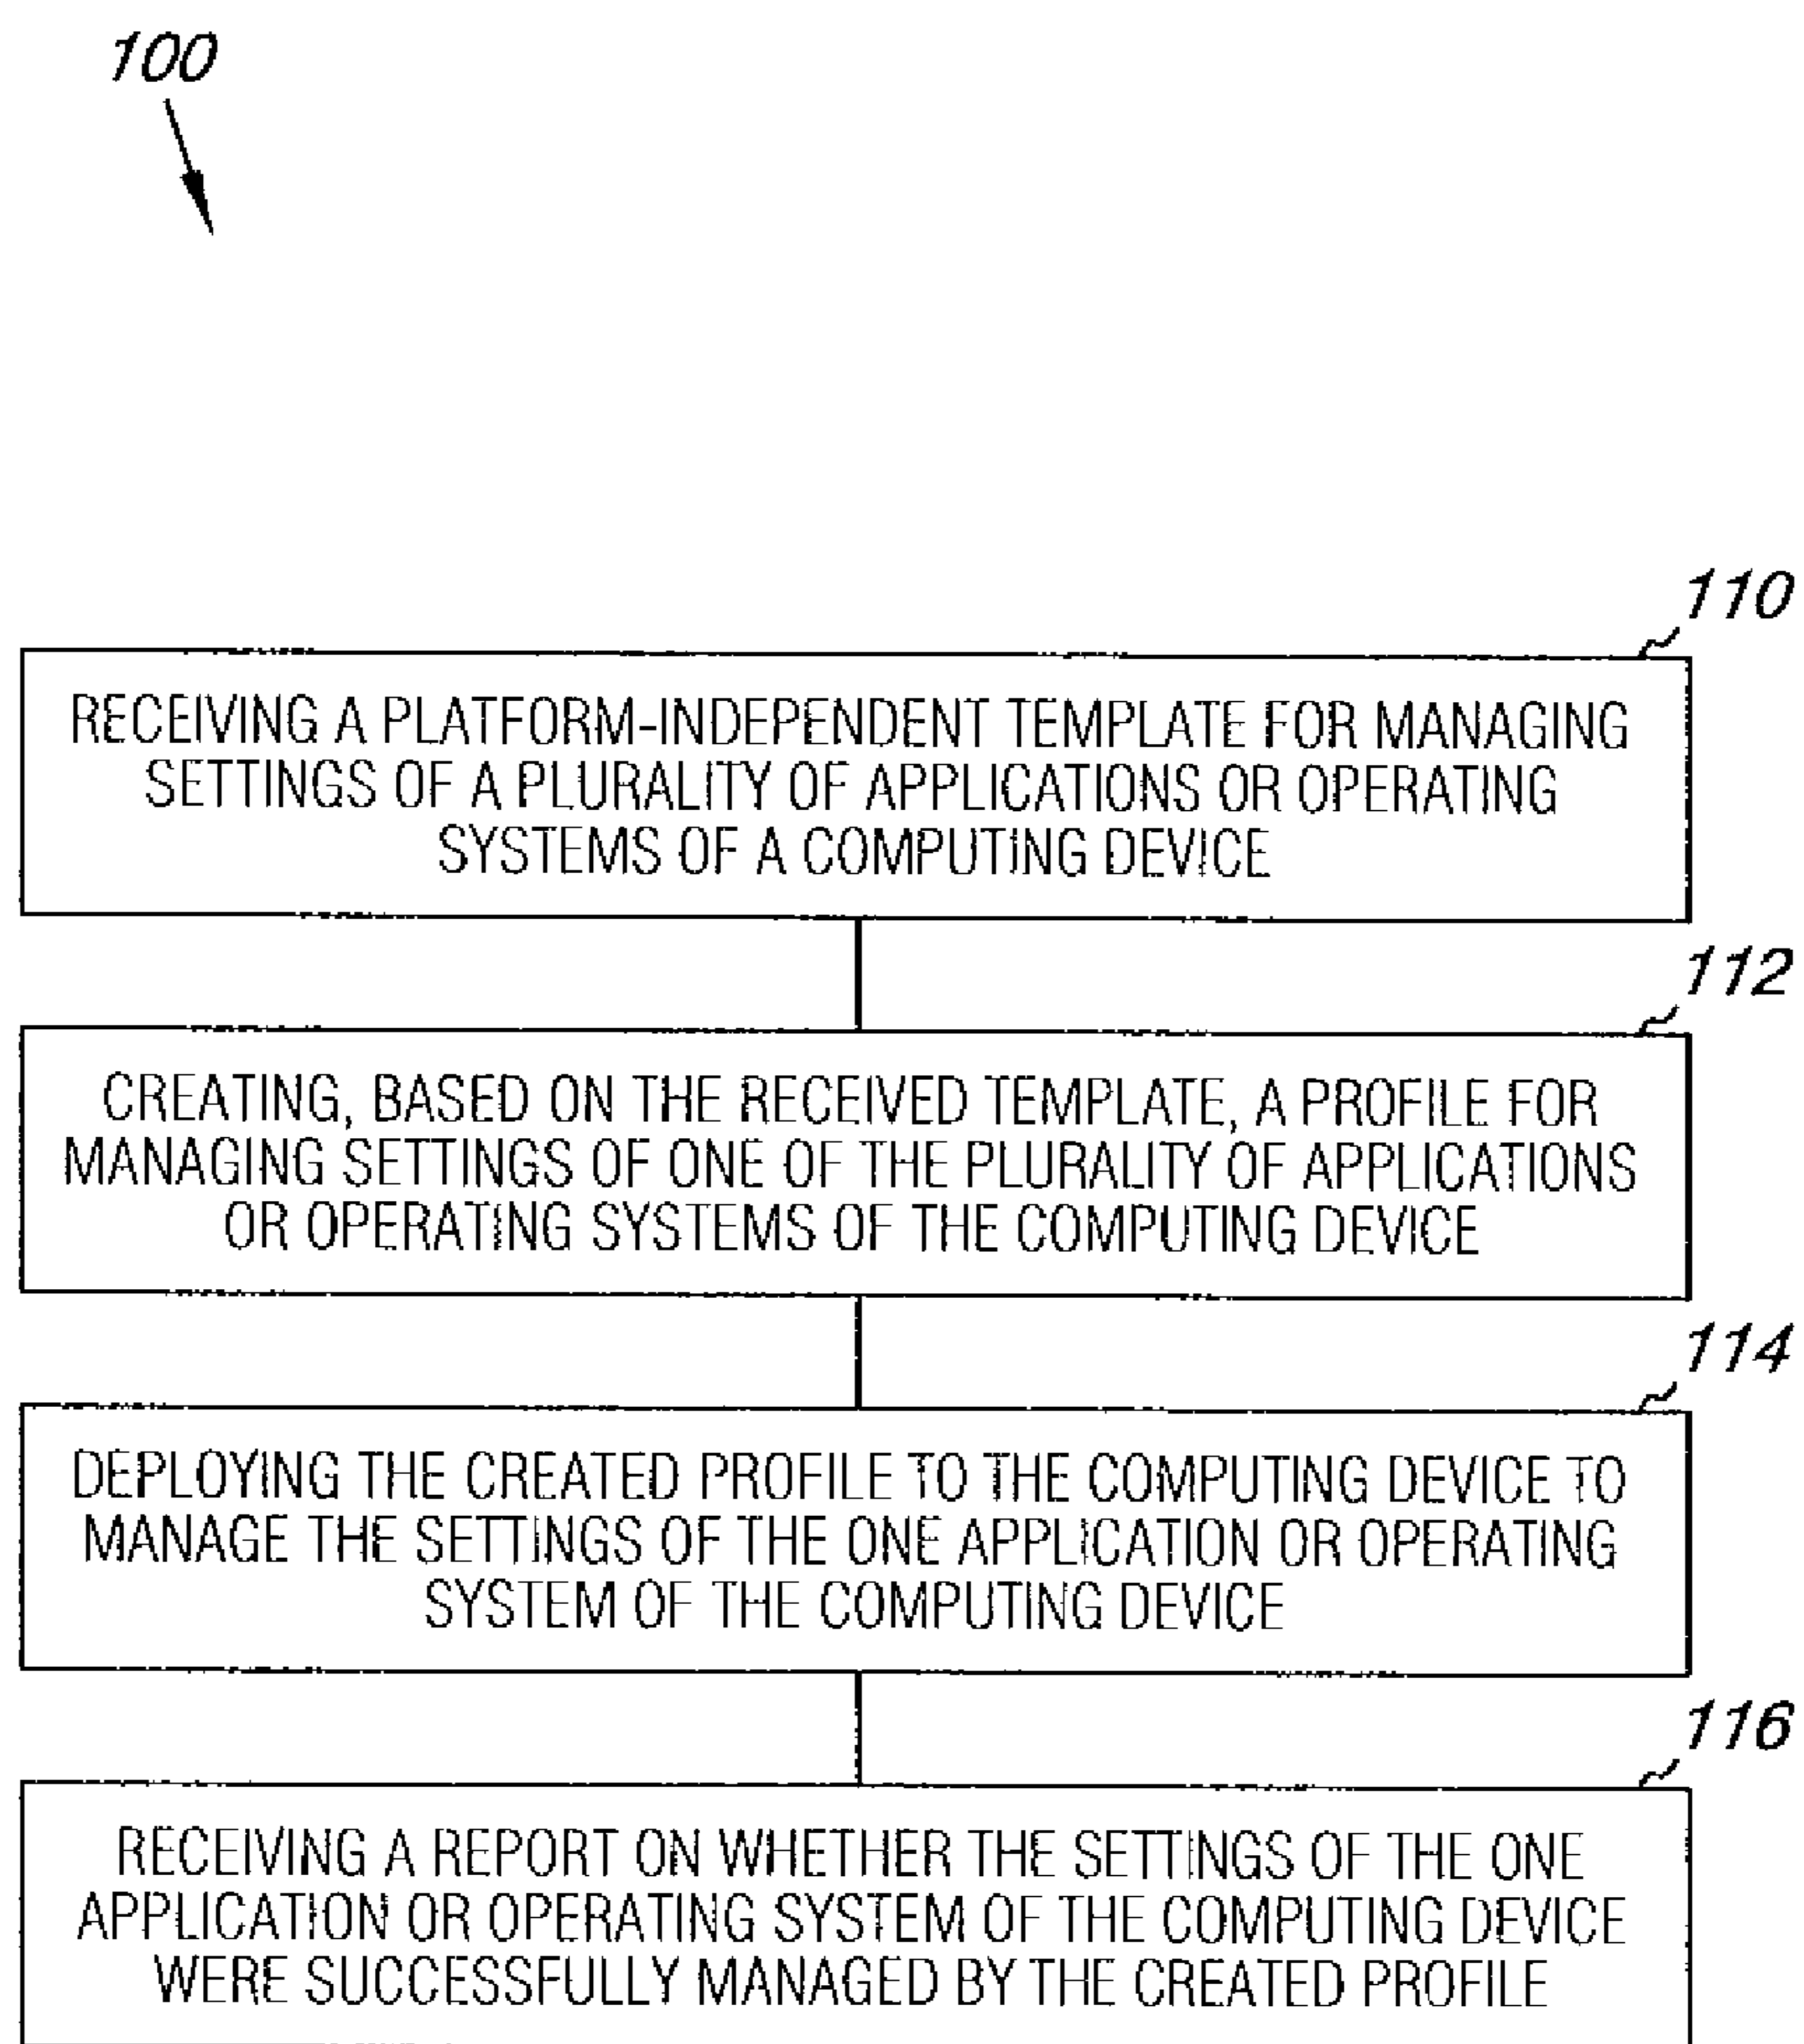 100
110
RECEIVING A PLATFORM-INDEPENDENT TEMPLATE FOR MANAGING
SETTINGS OF A PLURALITY OF APPLICATIONS OR OPERATING
SYSTEMS OF A COMPUTING DEVICE
112
CREATING, BASED ON THE RECEIVED TEMPLATE, A PROFILE FOR
MANAGING SETTINGS OF ONE OF THE PLURALITY OF APPLICATIONS
OR OPERATING SYSTEMS OF THE COMPUTING DEVICE
114
DEPLOYING THE CREATED PROFILE TO THE COMPUTING DEVICE TO
MANAGE THE SETTINGS OF THE ONE APPLICATION OR OPERATING
SYSTEM OF THE COMPUTING DEVICE
116
RECEIVING A REPORT ON WHETHER THE SETTINGS OF THE ONE
APPLICATION OR OPERATING SYSTEM OF THE COMPUTING DEVICE
WERE SUCCESSFULLY MANAGED BY THE CREATED PROFILE